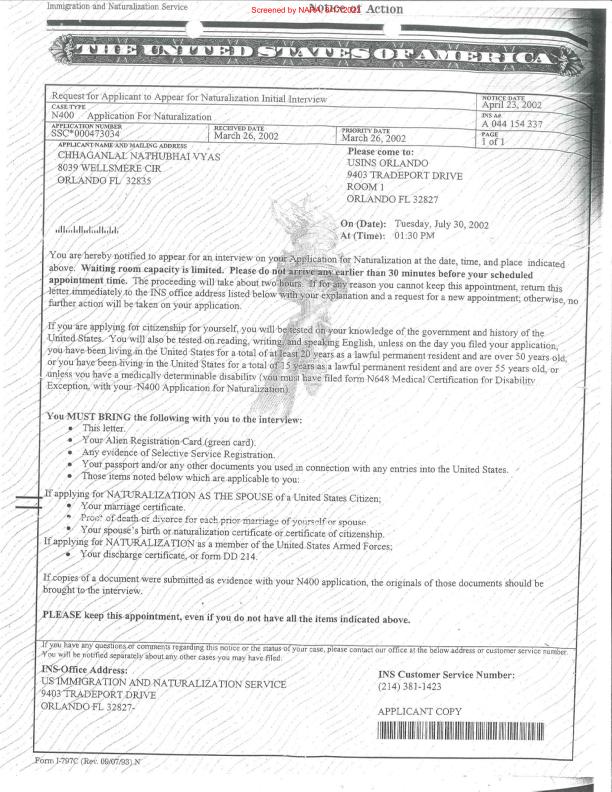 Immigration and Naturalization Service
Notice of Action
Screened by NARA,
THE UNITED STATES OF AMERICA
Request for Applicant to Appear for Naturalization Initial Interview
NOTICE DATE
April 23, 2002
CASE TYPE
N400 Application For Naturalization
INS A#
A 044 154 337
APPLICATION NUMBER
SSC*000473034
RECEIVED DATE
March 26, 2002
PRIORITY DATE
March 26, 2002
PAGE
1 of 1
APPLICANT NAME AND MAILING ADDRESS
CHHAGANLAL NATHUBHAI VYAS
8039 WELLSMERE CIR
ORLANDO FL 32835
Please come to:
USINS ORLANDO
9403 TRADEPORT DRIVE
ROOM 1
ORLANDO FL 32827
On (Date): Tuesday, July 30, 2002
At (Time): 01:30 PM
You are hereby notified to appear for an interview on your Application for Naturalization at the date, time, and place indicated
above. Waiting room capacity is limited. Please do not arrive any earlier than 30 minutes before your scheduled
appointment time. The proceeding will take about two hours. If for any reason you cannot keep this appointment, return this
letter immediately to the INS office address listed below with your explanation and a request for a new appointment; otherwise, no
further action will be taken on your application.
If you are applying for citizenship for yourself, you will be tested on your knowledge of the government and history of the
United States. You will also be tested on reading, writing, and speaking English, unless on the day you filed your application,
you have been living in the United States for a total of at least 20 years as a lawful permanent resident and are over 50 years old,
or you have been living in the United States for a total of 15 years as a lawful permanent resident and are over 55 years old, or
unless you have a medically determinable disability (you must have filed form N648 Medical Certification for Disability
Exception, with your N400 Application for Naturalization).
You MUST BRING the following with you to the interview:
• This letter.
• Your Alien Registration Card (green card).
• Any evidence of Selective Service Registration.
• Your passport and/or any other documents you used in connection with any entries into the United States.
• Those items noted below which are applicable to you:
If applying for NATURALIZATION AS THE SPOUSE of a United States Citizen;
• Your marriage certificate.
• Proof of death or divorce for each prior marriage of yourself or spouse.
• Your spouse's birth or naturalization certificate or certificate of citizenship.
If applying for NATURALIZATION as a member of the United States Armed Forces;
• Your discharge certificate, or form DD 214.
If copies of a document were submitted as evidence with your N400 application, the originals of those documents should be
brought to the interview.
PLEASE keep this appointment, even if you do not have all the items indicated above.
If you have any questions or comments regarding this notice or the status of your case, please contact our office at the below address or customer service number.
You will be notified separately about any other cases you may have filed.
INS Office Address:
US IMMIGRATION AND NATURALIZATION SERVICE
9403 TRADEPORT DRIVE
ORLANDO FL 32827-
INS Customer Service Number:
(214) 381-1423
APPLICANT COPY
Form I-797C (Rev. 09/07/93) N